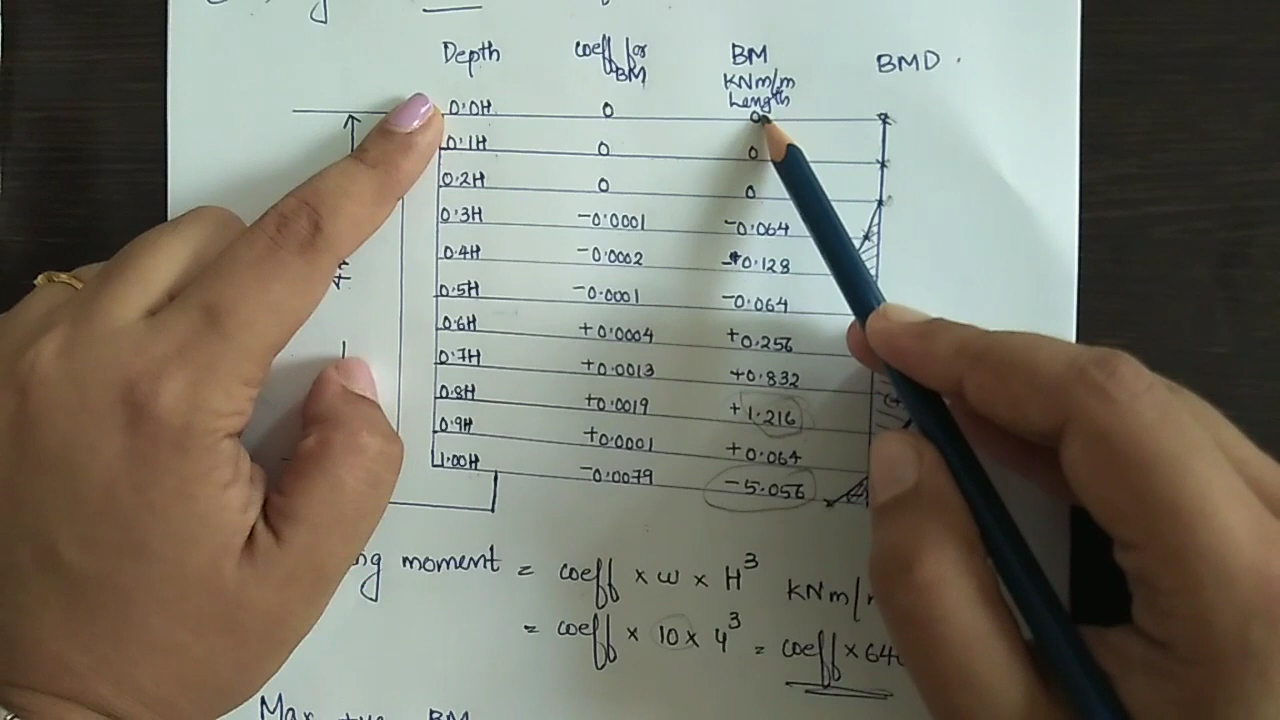 Depth coeff for BM BM KNm/m Length BMD.
0.0H 0 0
0.1H 0 0
0.2H 0 0
0.3H -0.0001 -0.064
0.4H -0.0002 -0.128
0.5H -0.0001 -0.064
0.6H +0.0004 +0.256
0.7H +0.0013 +0.832
0.8H +0.0019 +1.216
0.9H +0.0001 +0.064
1.00H -0.0079 -5.056
moment = coeff × w × H³ KNm/
= coeff × 10 × 4³ = coeff × 64
BM